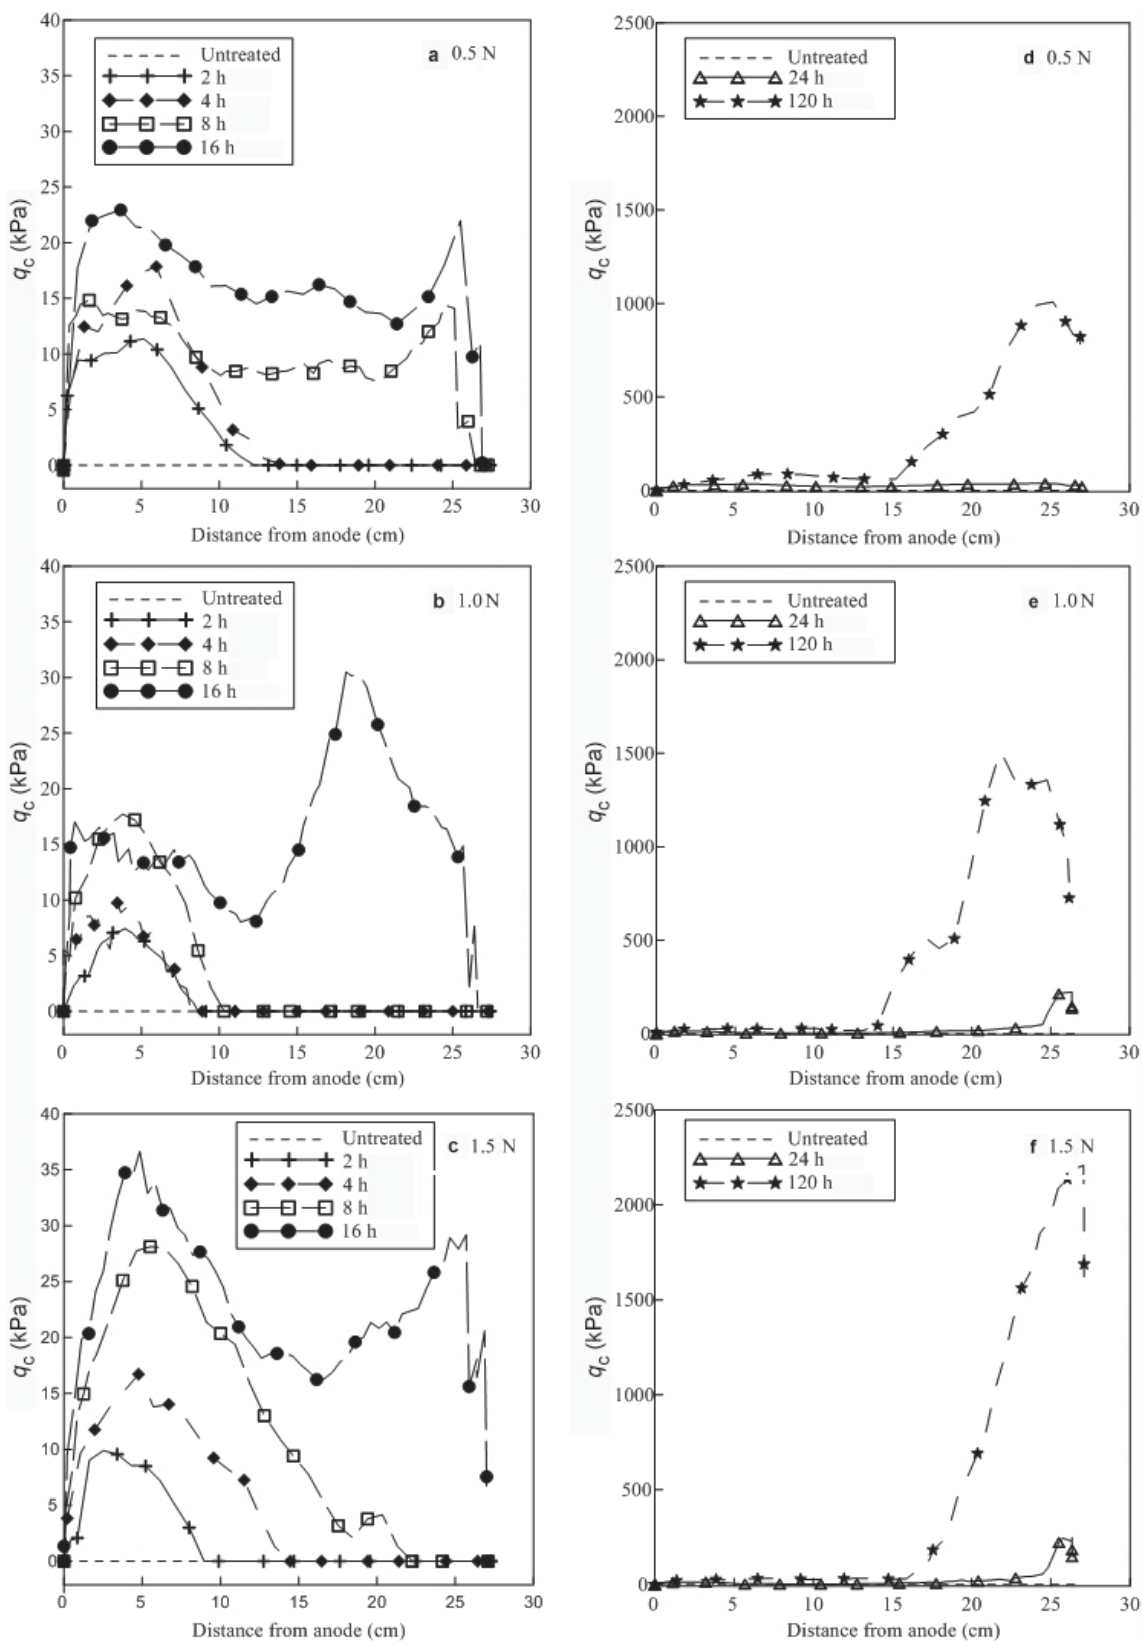 40
35
30
25
20
15
10
5
0
qc (kPa)
Untreated
2 h
4 h
8 h
16 h
a 0.5 N
0 5 10 15 20 25 30
Distance from anode (cm)
2500
2000
1500
1000
500
0
qc (kPa)
Untreated
24 h
120 h
d 0.5 N
0 5 10 15 20 25 30
Distance from anode (cm)
40
35
30
25
20
15
10
5
0
qc (kPa)
Untreated
2 h
4 h
8 h
16 h
b 1.0 N
0 5 10 15 20 25 30
Distance from anode (cm)
2500
2000
1500
1000
500
0
qc (kPa)
Untreated
24 h
120 h
e 1.0 N
0 5 10 15 20 25 30
Distance from anode (cm)
40
35
30
25
20
15
10
5
0
qc (kPa)
Untreated
2 h
4 h
8 h
16 h
c 1.5 N
0 5 10 15 20 25 30
Distance from anode (cm)
2500
2000
1500
1000
500
0
qc (kPa)
Untreated
24 h
120 h
f 1.5 N
0 5 10 15 20 25 30
Distance from anode (cm)